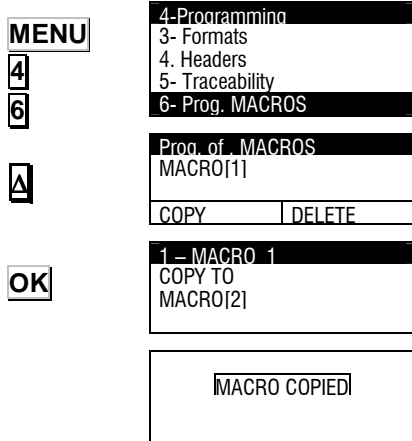 MENU
4
6
4-Programming
3- Formats
4. Headers
5- Traceability
6- Prog. MACROS
Δ
Prog. of . MACROS
MACRO[1]
COPY DELETE
OK
1 – MACRO 1
COPY TO
MACRO[2]
MACRO COPIED